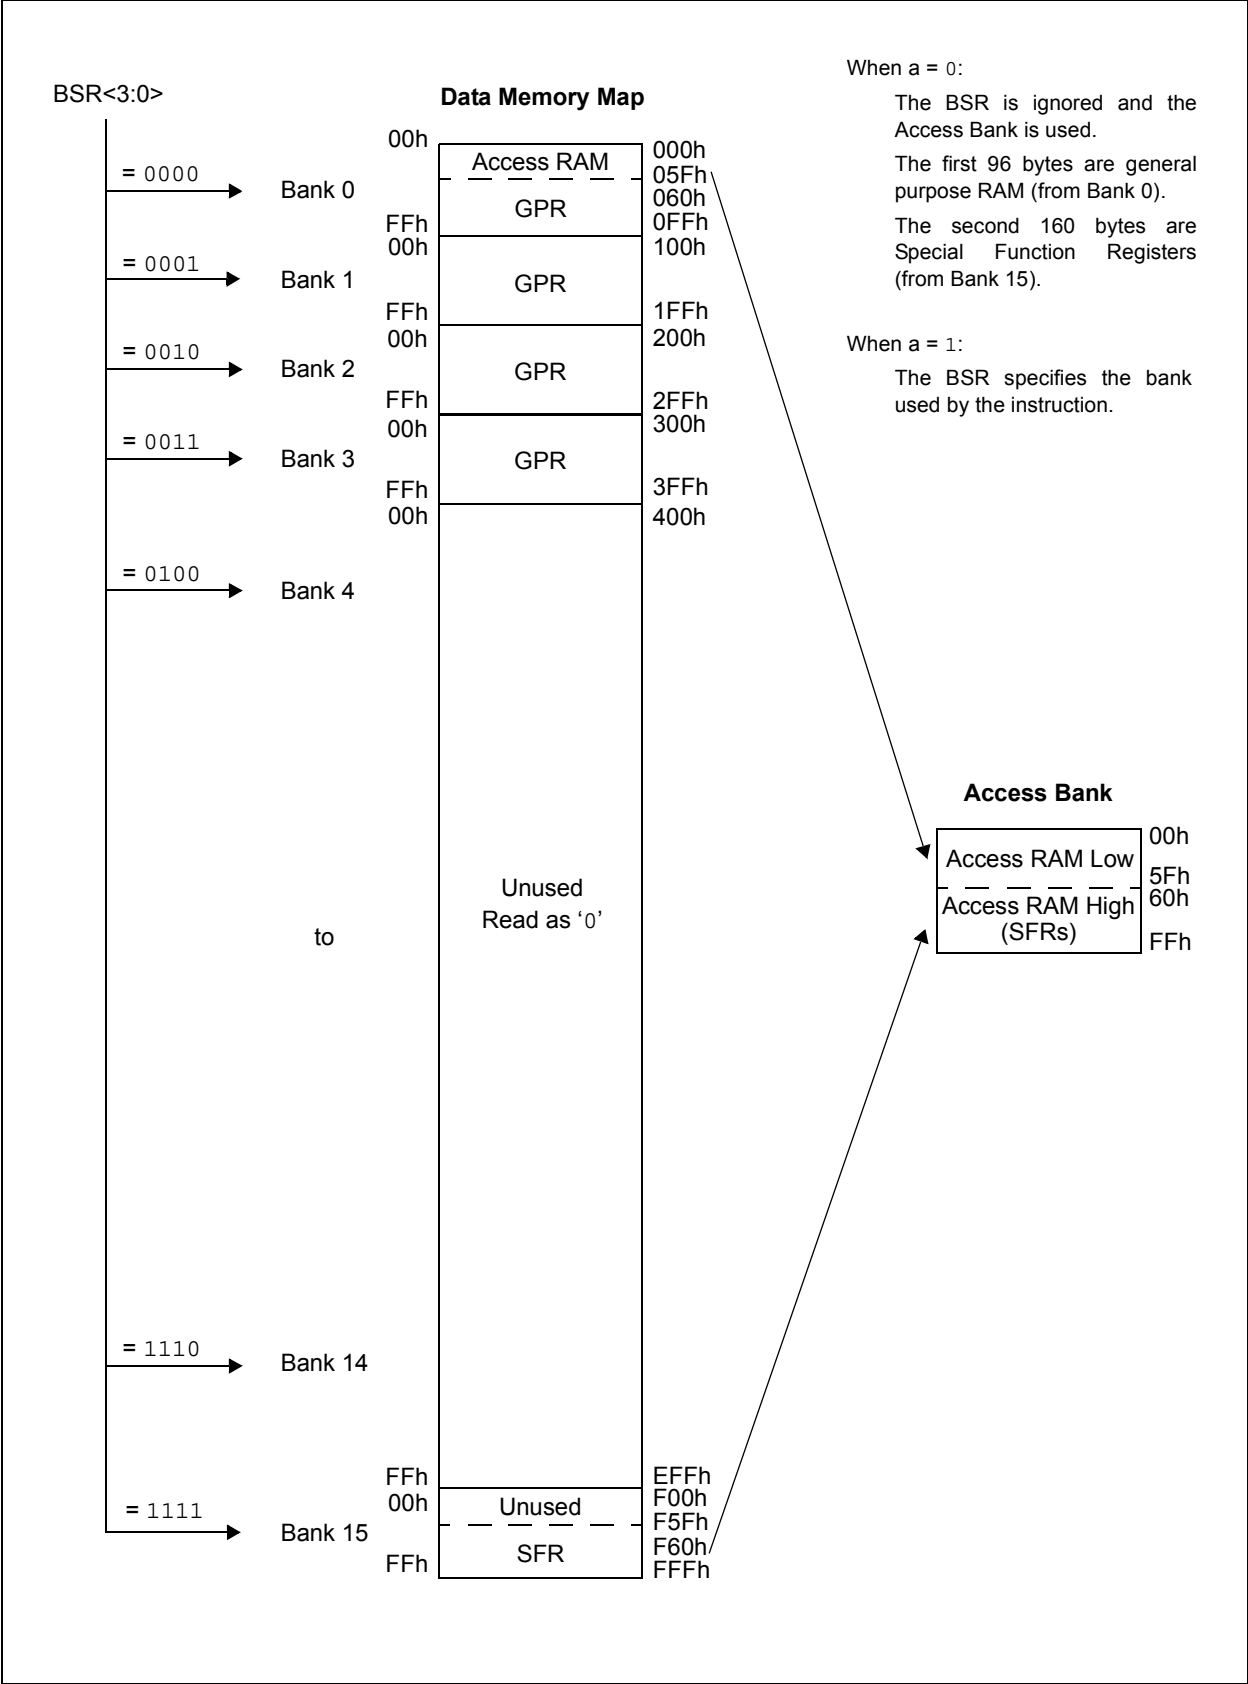 BSR<3:0>
= 0000
= 0001
= 0010
= 0011
= 0100
= 1110
= 1111
Bank 0
Bank 1
Bank 2
Bank 3
Bank 4
to
Bank 14
Bank 15
Data Memory Map
00h
FFh
00h
FFh
00h
FFh
00h
FFh
00h
FFh
00h
FFh
Access RAM
GPR
GPR
GPR
GPR
Unused
Read as ‘0’
Unused
SFR
000h
05Fh
060h
0FFh
100h
1FFh
200h
2FFh
300h
3FFh
400h
EFFh
F00h
F5Fh
F60h
FFFh
When a = 0:
The BSR is ignored and the
Access Bank is used.
The first 96 bytes are general
purpose RAM (from Bank 0).
The second 160 bytes are
Special Function Registers
(from Bank 15).
When a = 1:
The BSR specifies the bank
used by the instruction.
Access Bank
Access RAM Low
Access RAM High
(SFRs)
00h
5Fh
60h
FFh